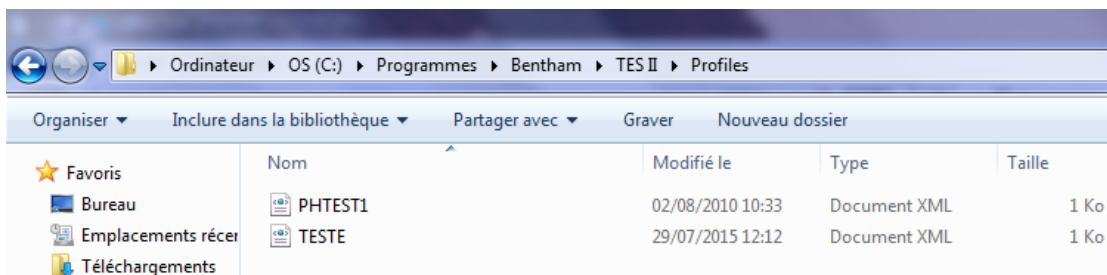 Ordinateur ▸ OS (C:) ▸ Programmes ▸ Bentham ▸ TES II ▸ Profiles
Organiser ▾ Inclure dans la bibliothèque ▾ Partager avec ▾ Graver Nouveau dossier
Favoris Nom Modifié le Type Taille
Bureau PHTEST1 02/08/2010 10:33 Document XML 1 Ko
Emplacements récer TESTE 29/07/2015 12:12 Document XML 1 Ko
Téléchargements